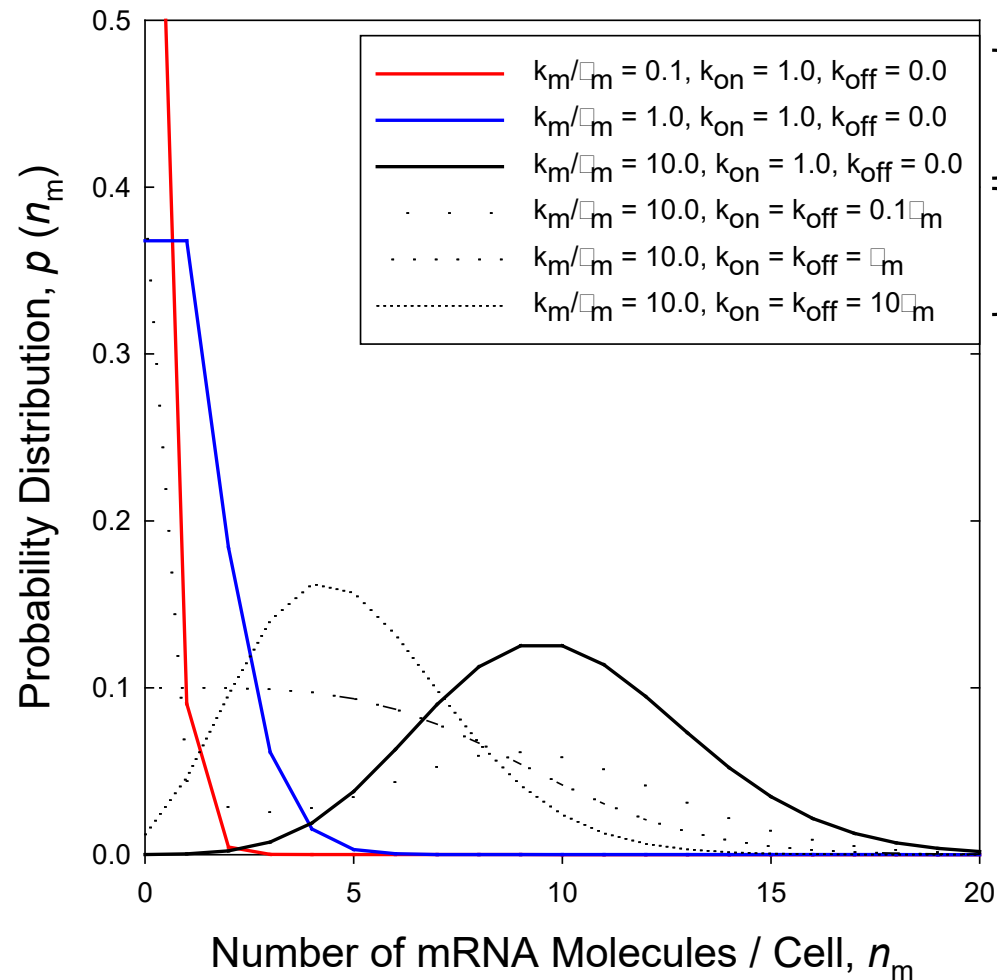 0.5
0.4
0.3
0.2
0.1
0.0
Probability Distribution, p (nm)
km/□m = 0.1, kon = 1.0, koff = 0.0
km/□m = 1.0, kon = 1.0, koff = 0.0
km/□m = 10.0, kon = 1.0, koff = 0.0
km/□m = 10.0, kon = koff = 0.1□m
km/□m = 10.0, kon = koff = □m
km/□m = 10.0, kon = koff = 10□m
0 5 10 15 20
Number of mRNA Molecules / Cell, nm